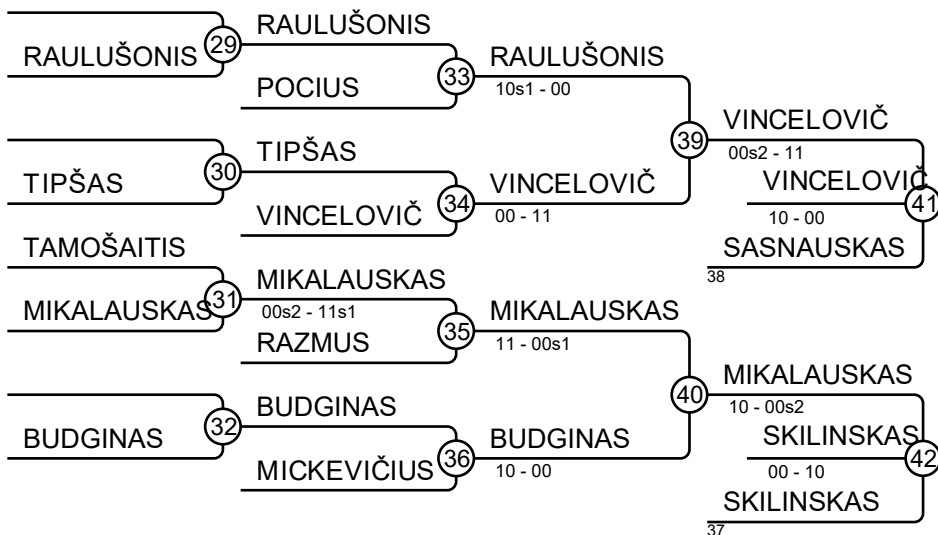 RAULUŠONIS
29
RAULUŠONIS
POCIUS
33
RAULUŠONIS
10s1 - 00
TIPŠAS
30
TIPŠAS
VINCELOVIČ
34
VINCELOVIČ
00 - 11
39
VINCELOVIČ
00s2 - 11
VINCELOVIČ
10 - 00
41
SASNAUSKAS
38
TAMOŠAITIS
MIKALAUSKAS
31
MIKALAUSKAS
00s2 - 11s1
RAZMUS
35
MIKALAUSKAS
11 - 00s1
BUDGINAS
32
BUDGINAS
MICKEVIČIUS
36
BUDGINAS
10 - 00
40
MIKALAUSKAS
10 - 00s2
SKILINSKAS
00 - 10
42
SKILINSKAS
37